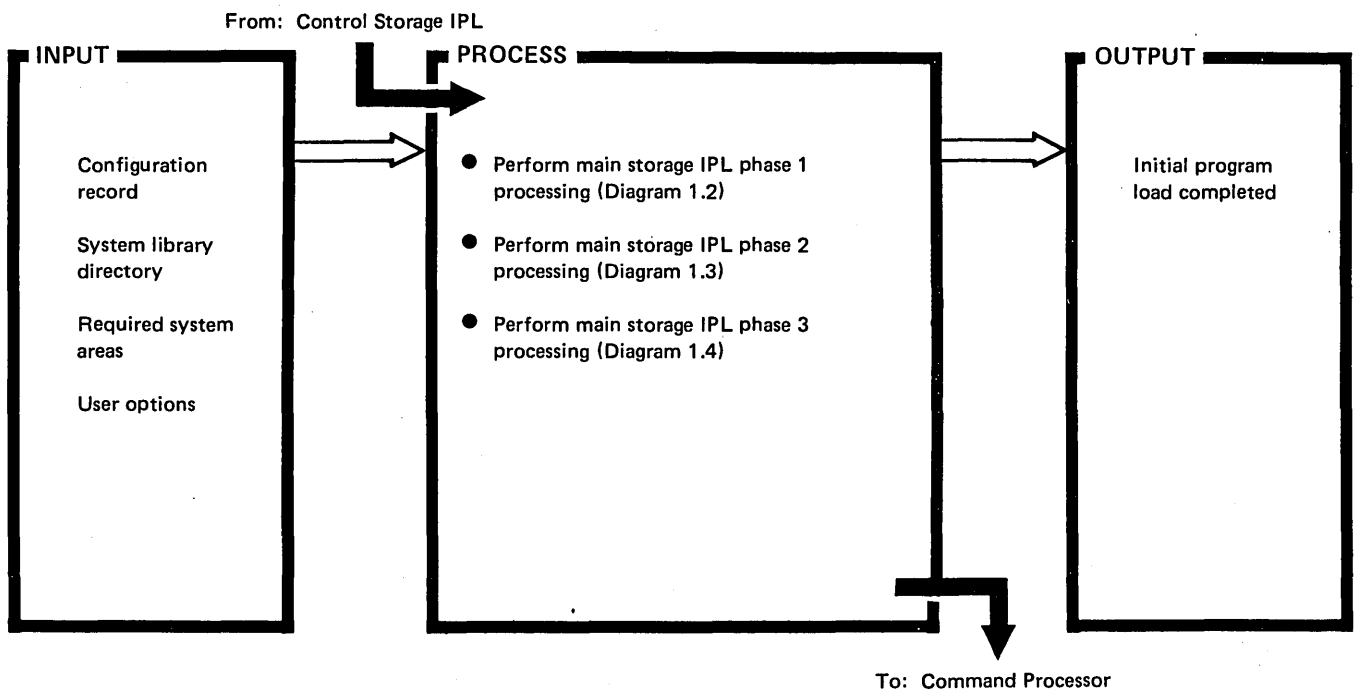 From: Control Storage IPL
INPUT
Configuration
record
System library
directory
Required system
areas
User options
PROCESS
● Perform main storage IPL phase 1
processing (Diagram 1.2)
● Perform main storage IPL phase 2
processing (Diagram 1.3)
● Perform main storage IPL phase 3
processing (Diagram 1.4)
OUTPUT
Initial program
load completed
To: Command Processor